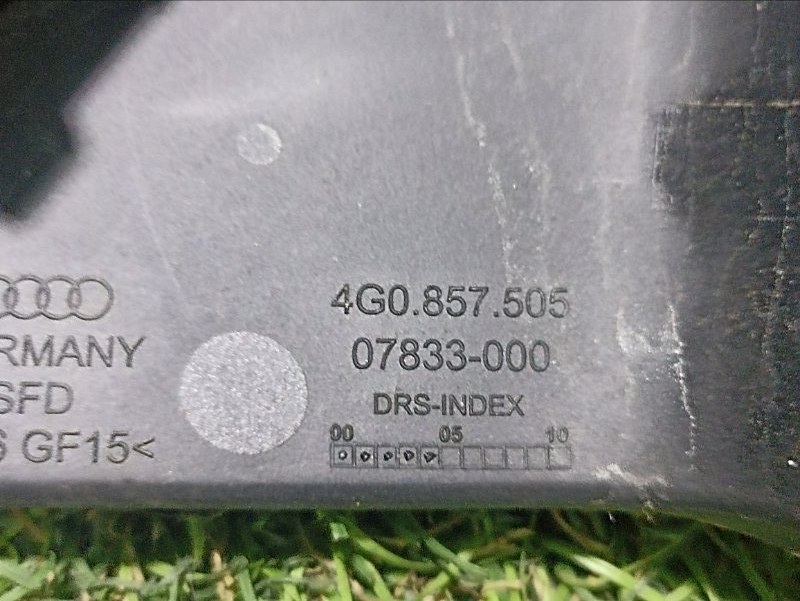 4G0.857.505
RMANY
07833-000
SFD
DRS-INDEX
GF15<
00 05 10